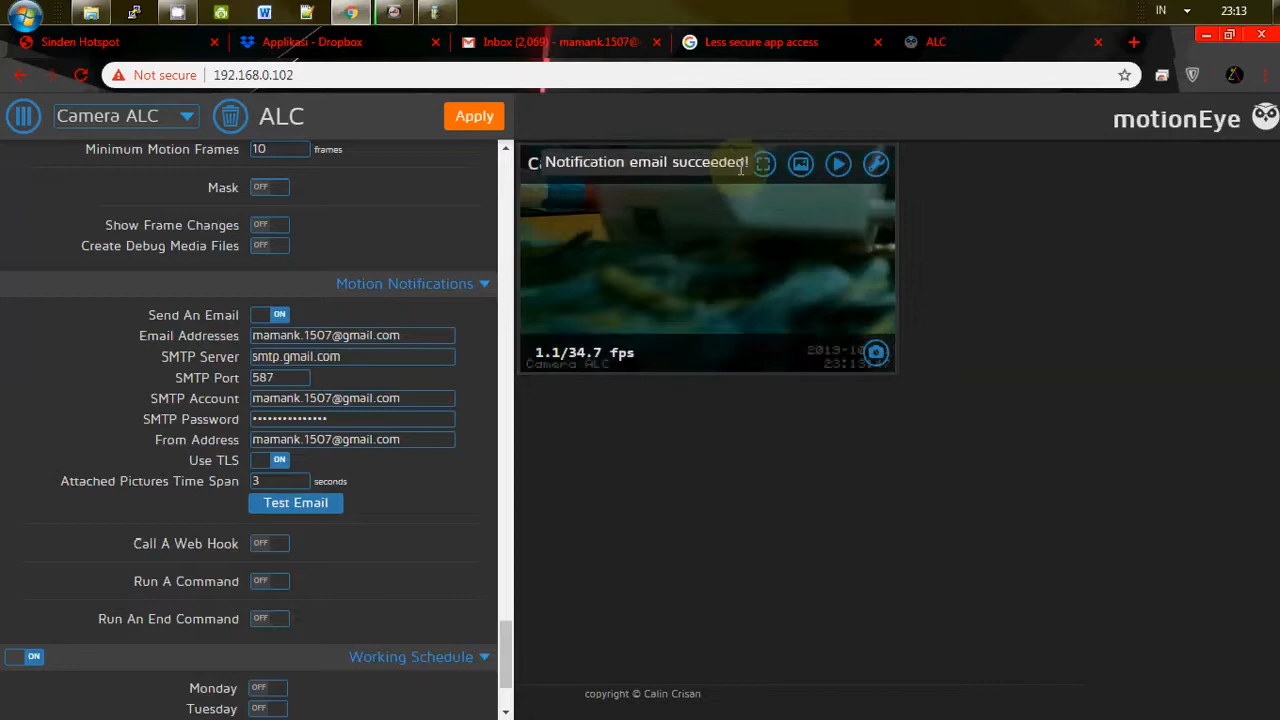 IN 23:13
Sinden Hotspot Applikasi - Dropbox Inbox (2,069) - mamank.1507@ Less secure app access ALC
Not secure 192.168.0.102
Camera ALC ALC Apply motionEye
Minimum Motion Frames 10 frames
Mask OFF
Show Frame Changes OFF
Create Debug Media Files OFF
Motion Notifications
Send An Email ON
Email Addresses mamank.1507@gmail.com
SMTP Server smtp.gmail.com
SMTP Port 587
SMTP Account mamank.1507@gmail.com
SMTP Password •••••••••••••••
From Address mamank.1507@gmail.com
Use TLS ON
Attached Pictures Time Span 3 seconds
Test Email
Call A Web Hook OFF
Run A Command OFF
Run An End Command OFF
ON Working Schedule
Monday OFF
Tuesday OFF
Notification email succeeded!
1.1/34.7 fps
Camera ALC
copyright © Calin Crisan